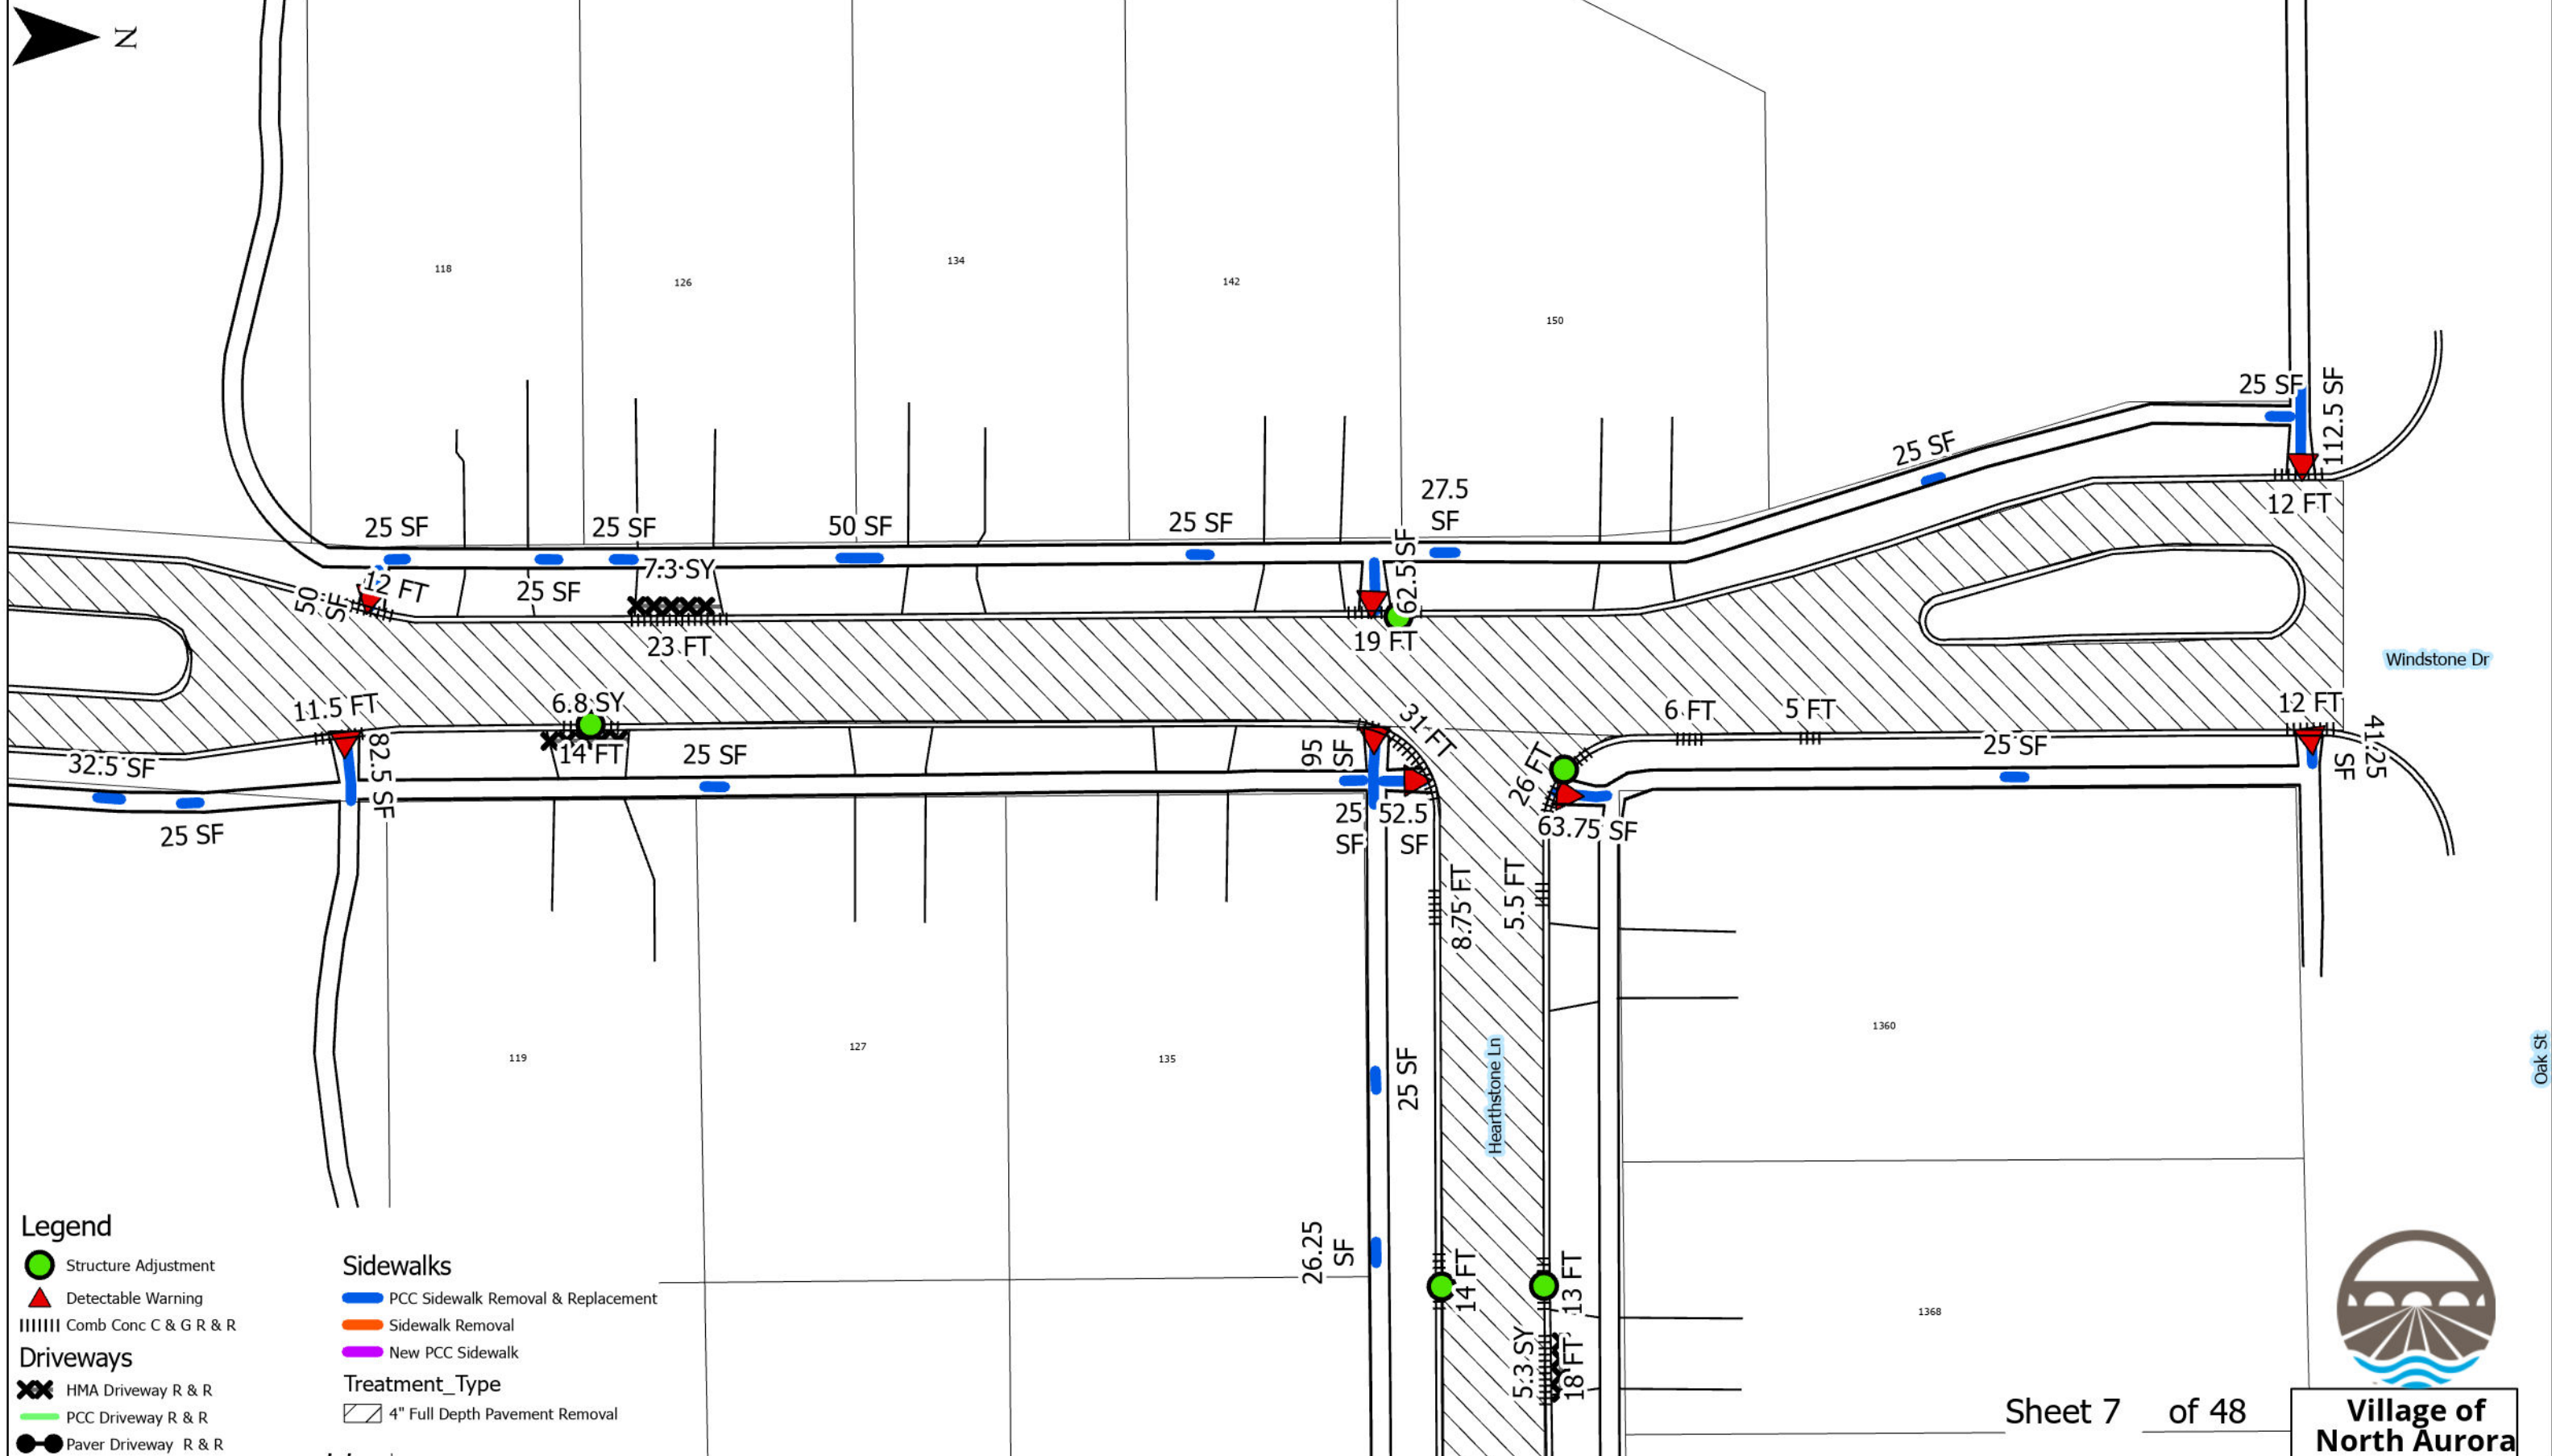 N
118
126
134
142
150
25 SF
112.5 SF
25 SF
27.5
SF
25 SF
25 SF
50 SF
25 SF
62.5 SF
12 FT
7.3 SY
12 FT
25 SF
50
SF
23 FT
19 FT
Windstone Dr
11.5 FT
6.8 SY
31 FT
6 FT
5 FT
12 FT
41.25
SF
32.5 SF
82.5 SF
14 FT
25 SF
95
SF
26 FT
25 SF
25 SF
25
SF
52.5
SF
63.75 SF
8.75 FT
5.5 FT
119
127
135
25 SF
Hearthstone Ln
1360
Oak St
26.25
SF
14 FT
13 FT
1368
5.3 SY
18 FT
Legend
Structure Adjustment
Detectable Warning
Comb Conc C & G R & R
Driveways
HMA Driveway R & R
PCC Driveway R & R
Paver Driveway R & R
Sidewalks
PCC Sidewalk Removal & Replacement
Sidewalk Removal
New PCC Sidewalk
Treatment_Type
4" Full Depth Pavement Removal
Sheet 7 of 48
Village of
North Aurora